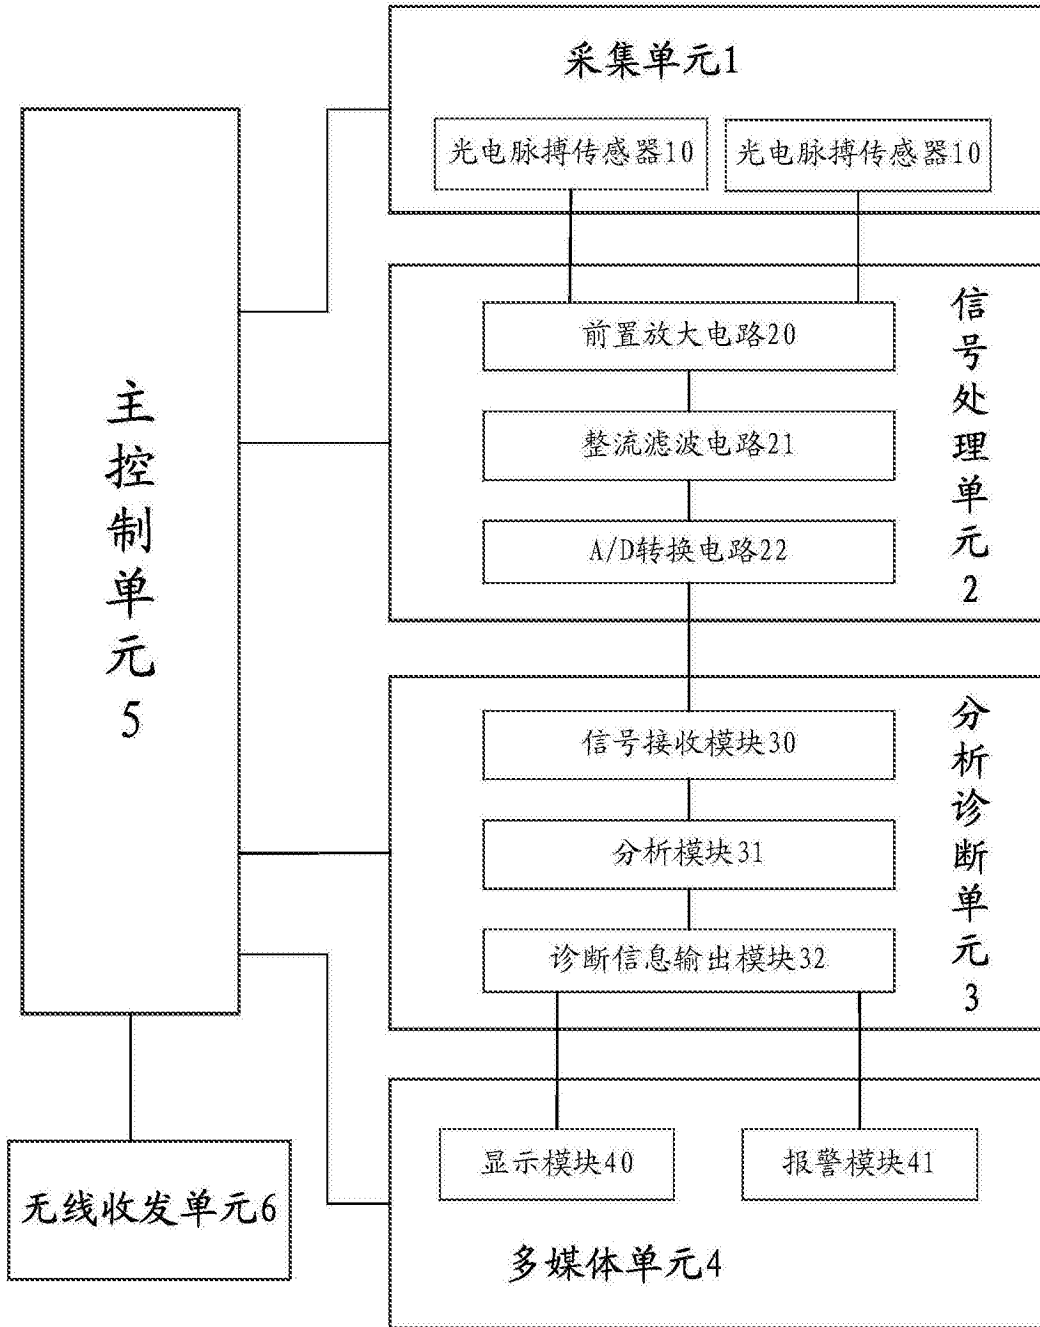 采集单元1
光电脉搏传感器10
光电脉搏传感器10
信号处理单元2
前置放大电路20
整流滤波电路21
A/D转换电路22
主控制单元5
分析诊断单元3
信号接收模块30
分析模块31
诊断信息输出模块32
显示模块40
报警模块41
多媒体单元4
无线收发单元6